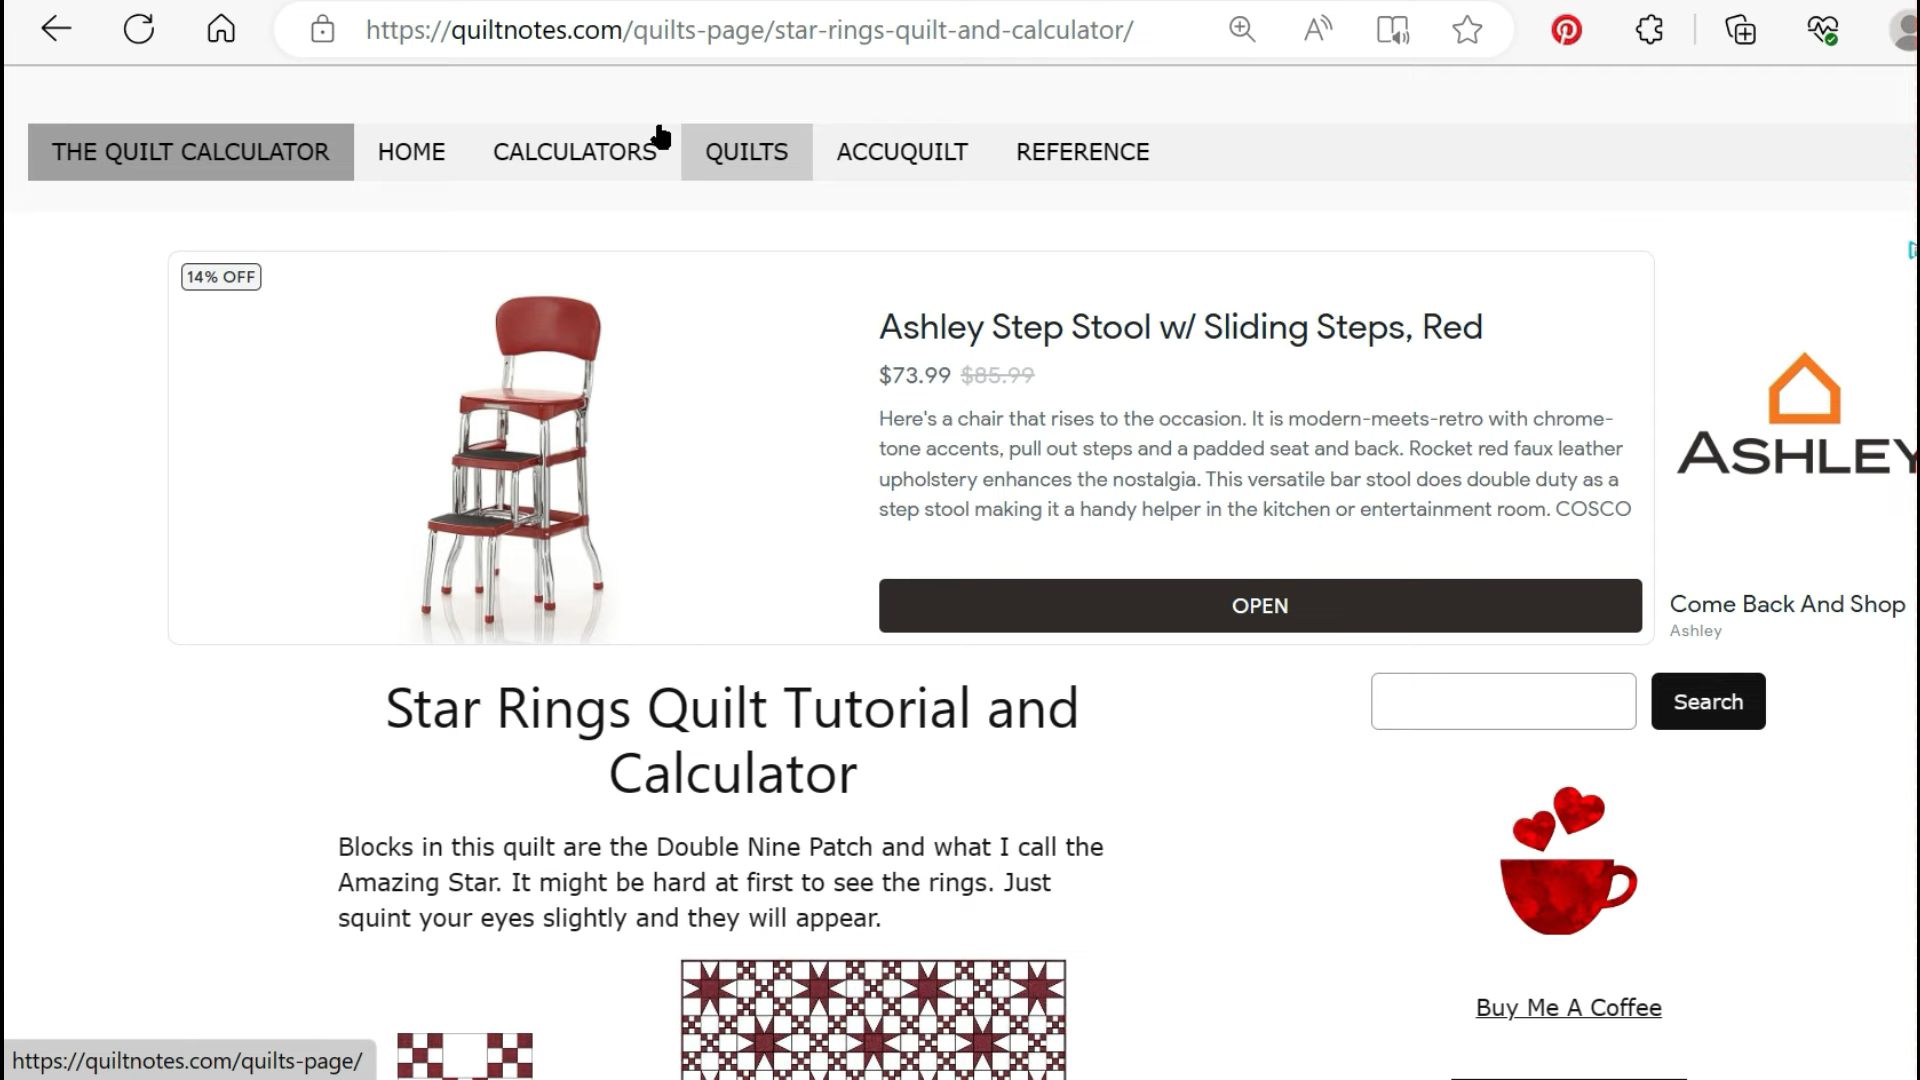 https://quiltnotes.com/quilts-page/star-rings-quilt-and-calculator/
THE QUILT CALCULATOR HOME CALCULATORS QUILTS ACCUQUILT REFERENCE
14% OFF
Ashley Step Stool w/ Sliding Steps, Red
$73.99 $85.99
Here's a chair that rises to the occasion. It is modern-meets-retro with chrome-
tone accents, pull out steps and a padded seat and back. Rocket red faux leather
upholstery enhances the nostalgia. This versatile bar stool does double duty as a
step stool making it a handy helper in the kitchen or entertainment room. COSCO
OPEN
ASHLEY
Come Back And Shop
Ashley
Star Rings Quilt Tutorial and
Calculator
Search
Blocks in this quilt are the Double Nine Patch and what I call the
Amazing Star. It might be hard at first to see the rings. Just
squint your eyes slightly and they will appear.
Buy Me A Coffee
https://quiltnotes.com/quilts-page/